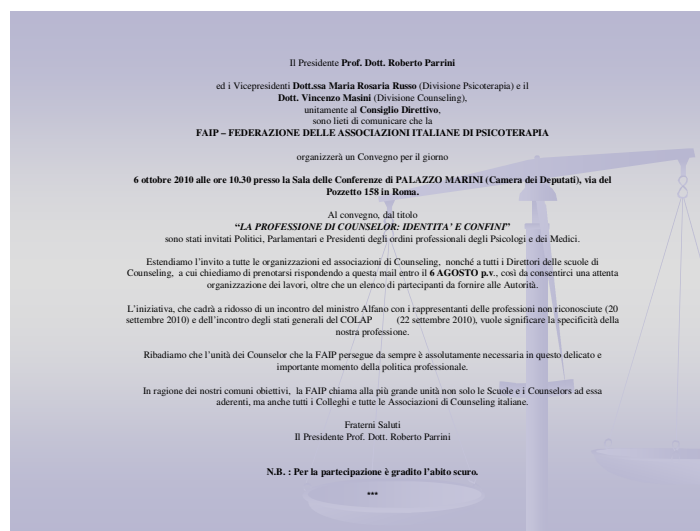 Il Presidente Prof. Dott. Roberto Parrini
ed i Vicepresidenti Dott.ssa Maria Rosaria Russo (Divisione Psicoterapia) e il
Dott. Vincenzo Masini (Divisione Counseling),
unitamente al Consiglio Direttivo,
sono lieti di comunicare che la
FAIP – FEDERAZIONE DELLE ASSOCIAZIONI ITALIANE DI PSICOTERAPIA
organizzerà un Convegno per il giorno
6 ottobre 2010 alle ore 10.30 presso la Sala delle Conferenze di PALAZZO MARINI (Camera dei Deputati), via del
Pozzetto 158 in Roma.
Al convegno, dal titolo
“LA PROFESSIONE DI COUNSELOR: IDENTITA’ E CONFINI”
sono stati invitati Politici, Parlamentari e Presidenti degli ordini professionali degli Psicologi e dei Medici.
Estendiamo l’invito a tutte le organizzazioni ed associazioni di Counseling, nonché a tutti i Direttori delle scuole di
Counseling, a cui chiediamo di prenotarsi rispondendo a questa mail entro il 6 AGOSTO p.v., così da consentirci una attenta
organizzazione dei lavori, oltre che un elenco di partecipanti da fornire alle Autorità.
L’iniziativa, che cadrà a ridosso di un incontro del ministro Alfano con i rappresentanti delle professioni non riconosciute (20
settembre 2010) e dell’incontro degli stati generali del COLAP (22 settembre 2010), vuole significare la specificità della
nostra professione.
Ribadiamo che l’unità dei Counselor che la FAIP persegue da sempre è assolutamente necessaria in questo delicato e
importante momento della politica professionale.
In ragione dei nostri comuni obiettivi, la FAIP chiama alla più grande unità non solo le Scuole e i Counselors ad essa
aderenti, ma anche tutti i Colleghi e tutte le Associazioni di Counseling italiane.
Fraterni Saluti
Il Presidente Prof. Dott. Roberto Parrini
N.B. : Per la partecipazione è gradito l’abito scuro.
***